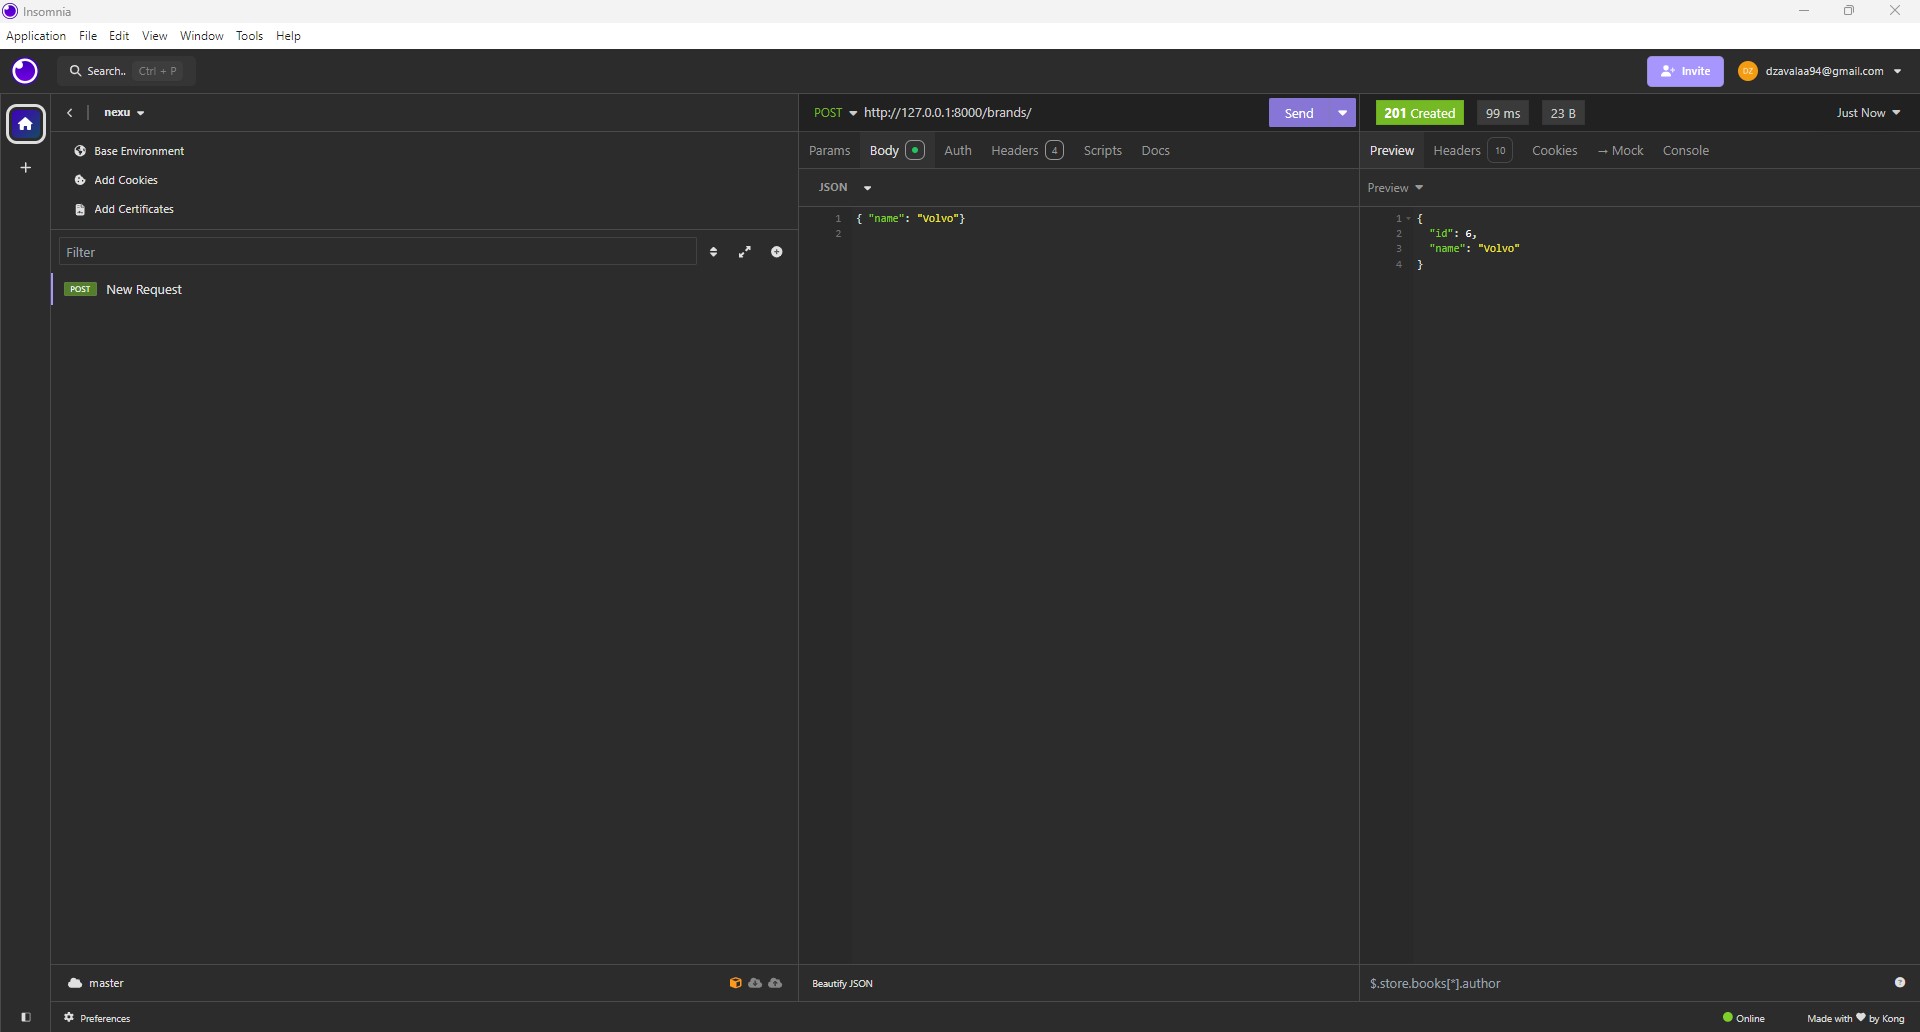 Insomnia
Application File Edit View Window Tools Help
Search.. Ctrl + P
Invite
DZ dzavalaa94@gmail.com
nexu
POST http://127.0.0.1:8000/brands/
Send
201 Created 99 ms 23 B
Just Now
Base Environment
Add Cookies
Add Certificates
Params Body Auth Headers 4 Scripts Docs
Preview Headers 10 Cookies → Mock Console
JSON
Preview
Filter
POST New Request
1 { "name": "Volvo"}
2
1 {
2 "id": 6,
3 "name": "Volvo"
4 }
master
Beautify JSON
$.store.books[*].author
Preferences
Online
Made with ♥ by Kong